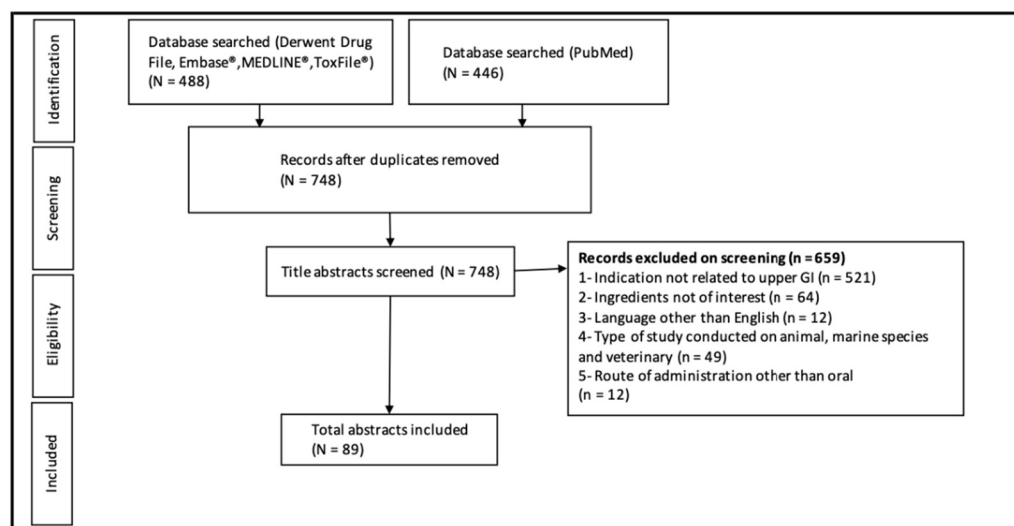 Identification
Database searched (Derwent Drug
File, Embase®,MEDLINE®,ToxFile®)
(N = 488)
Database searched (PubMed)
(N = 446)
Records after duplicates removed
(N = 748)
Screening
Title abstracts screened (N = 748)
Records excluded on screening (n = 659)
1- Indication not related to upper GI (n = 521)
2- Ingredients not of interest (n = 64)
3- Language other than English (n = 12)
4- Type of study conducted on animal, marine species
and veterinary (n = 49)
5- Route of administration other than oral
(n = 12)
Eligibility
Total abstracts included
(N = 89)
Included